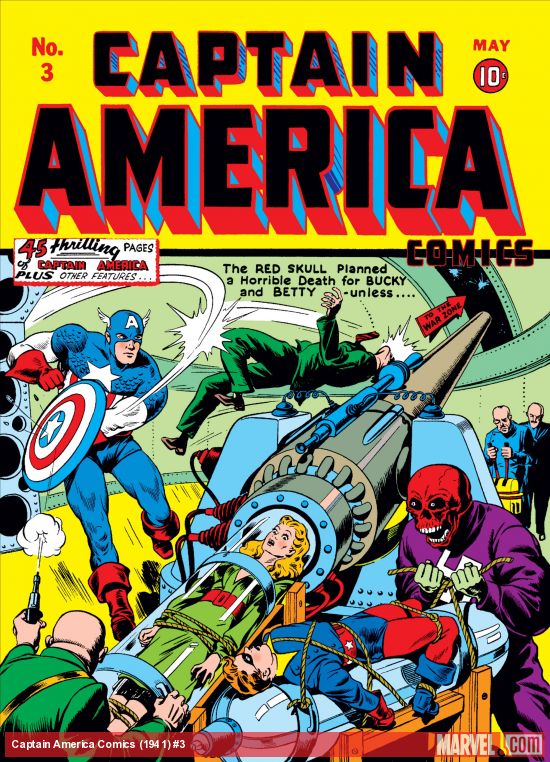 No.
3
CAPTAIN
AMERICA
COMICS
MAY
10¢
45 thrilling PAGES
of CAPTAIN AMERICA
PLUS OTHER FEATURES...
The RED SKULL Planned
a Horrible Death for BUCKY
and BETTY -unless....
TO THE
WAR ZONE
A
Captain America Comics (1941) #3
MARVEL.com